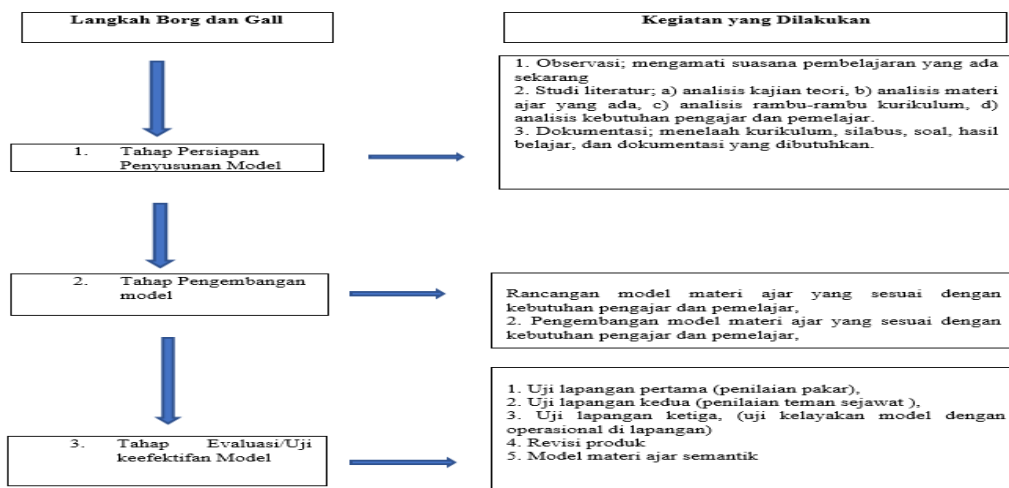 Langkah Borg dan Gall
Kegiatan yang Dilakukan
1. Observasi; mengamati suasana pembelajaran yang ada
sekarang
2. Studi literatur; a) analisis kajian teori, b) analisis materi
ajar yang ada, c) analisis rambu-rambu kurikulum, d)
analisis kebutuhan pengajar dan pemelajar.
3. Dokumentasi; menelaah kurikulum, silabus, soal, hasil
belajar, dan dokumentasi yang dibutuhkan.
1. Tahap Persiapan
Penyusunan Model
2. Tahap Pengembangan
model
Rancangan model materi ajar yang sesuai dengan
kebutuhan pengajar dan pemelajar,
2. Pengembangan model materi ajar yang sesuai dengan
kebutuhan pengajar dan pemelajar,
1. Uji lapangan pertama (penilaian pakar),
2. Uji lapangan kedua (penilaian teman sejawat ),
3. Uji lapangan ketiga, (uji kelayakan model dengan
operasional di lapangan)
4. Revisi produk
5. Model materi ajar semantik
3. Tahap Evaluasi/Uji
keefektifan Model